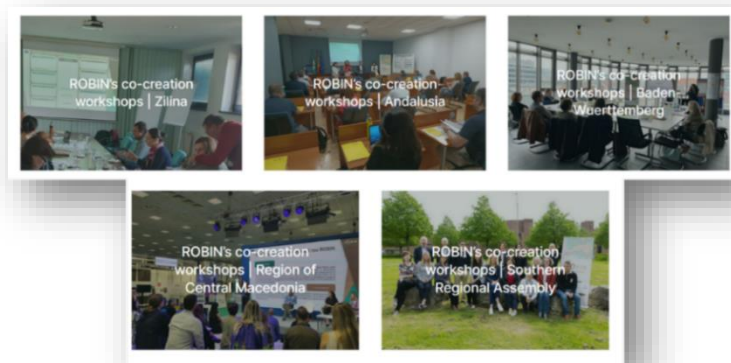 ROBIN's co-creation
workshops | Zilina
ROBIN's co-creation
workshops | Andalusia
ROBIN's co-creation
workshops | Baden-
Wuerttemberg
ROBIN's co-creation
workshops | Region of
Central Macedonia
ROBIN's co-creation
workshops | Southern
Regional Assembly